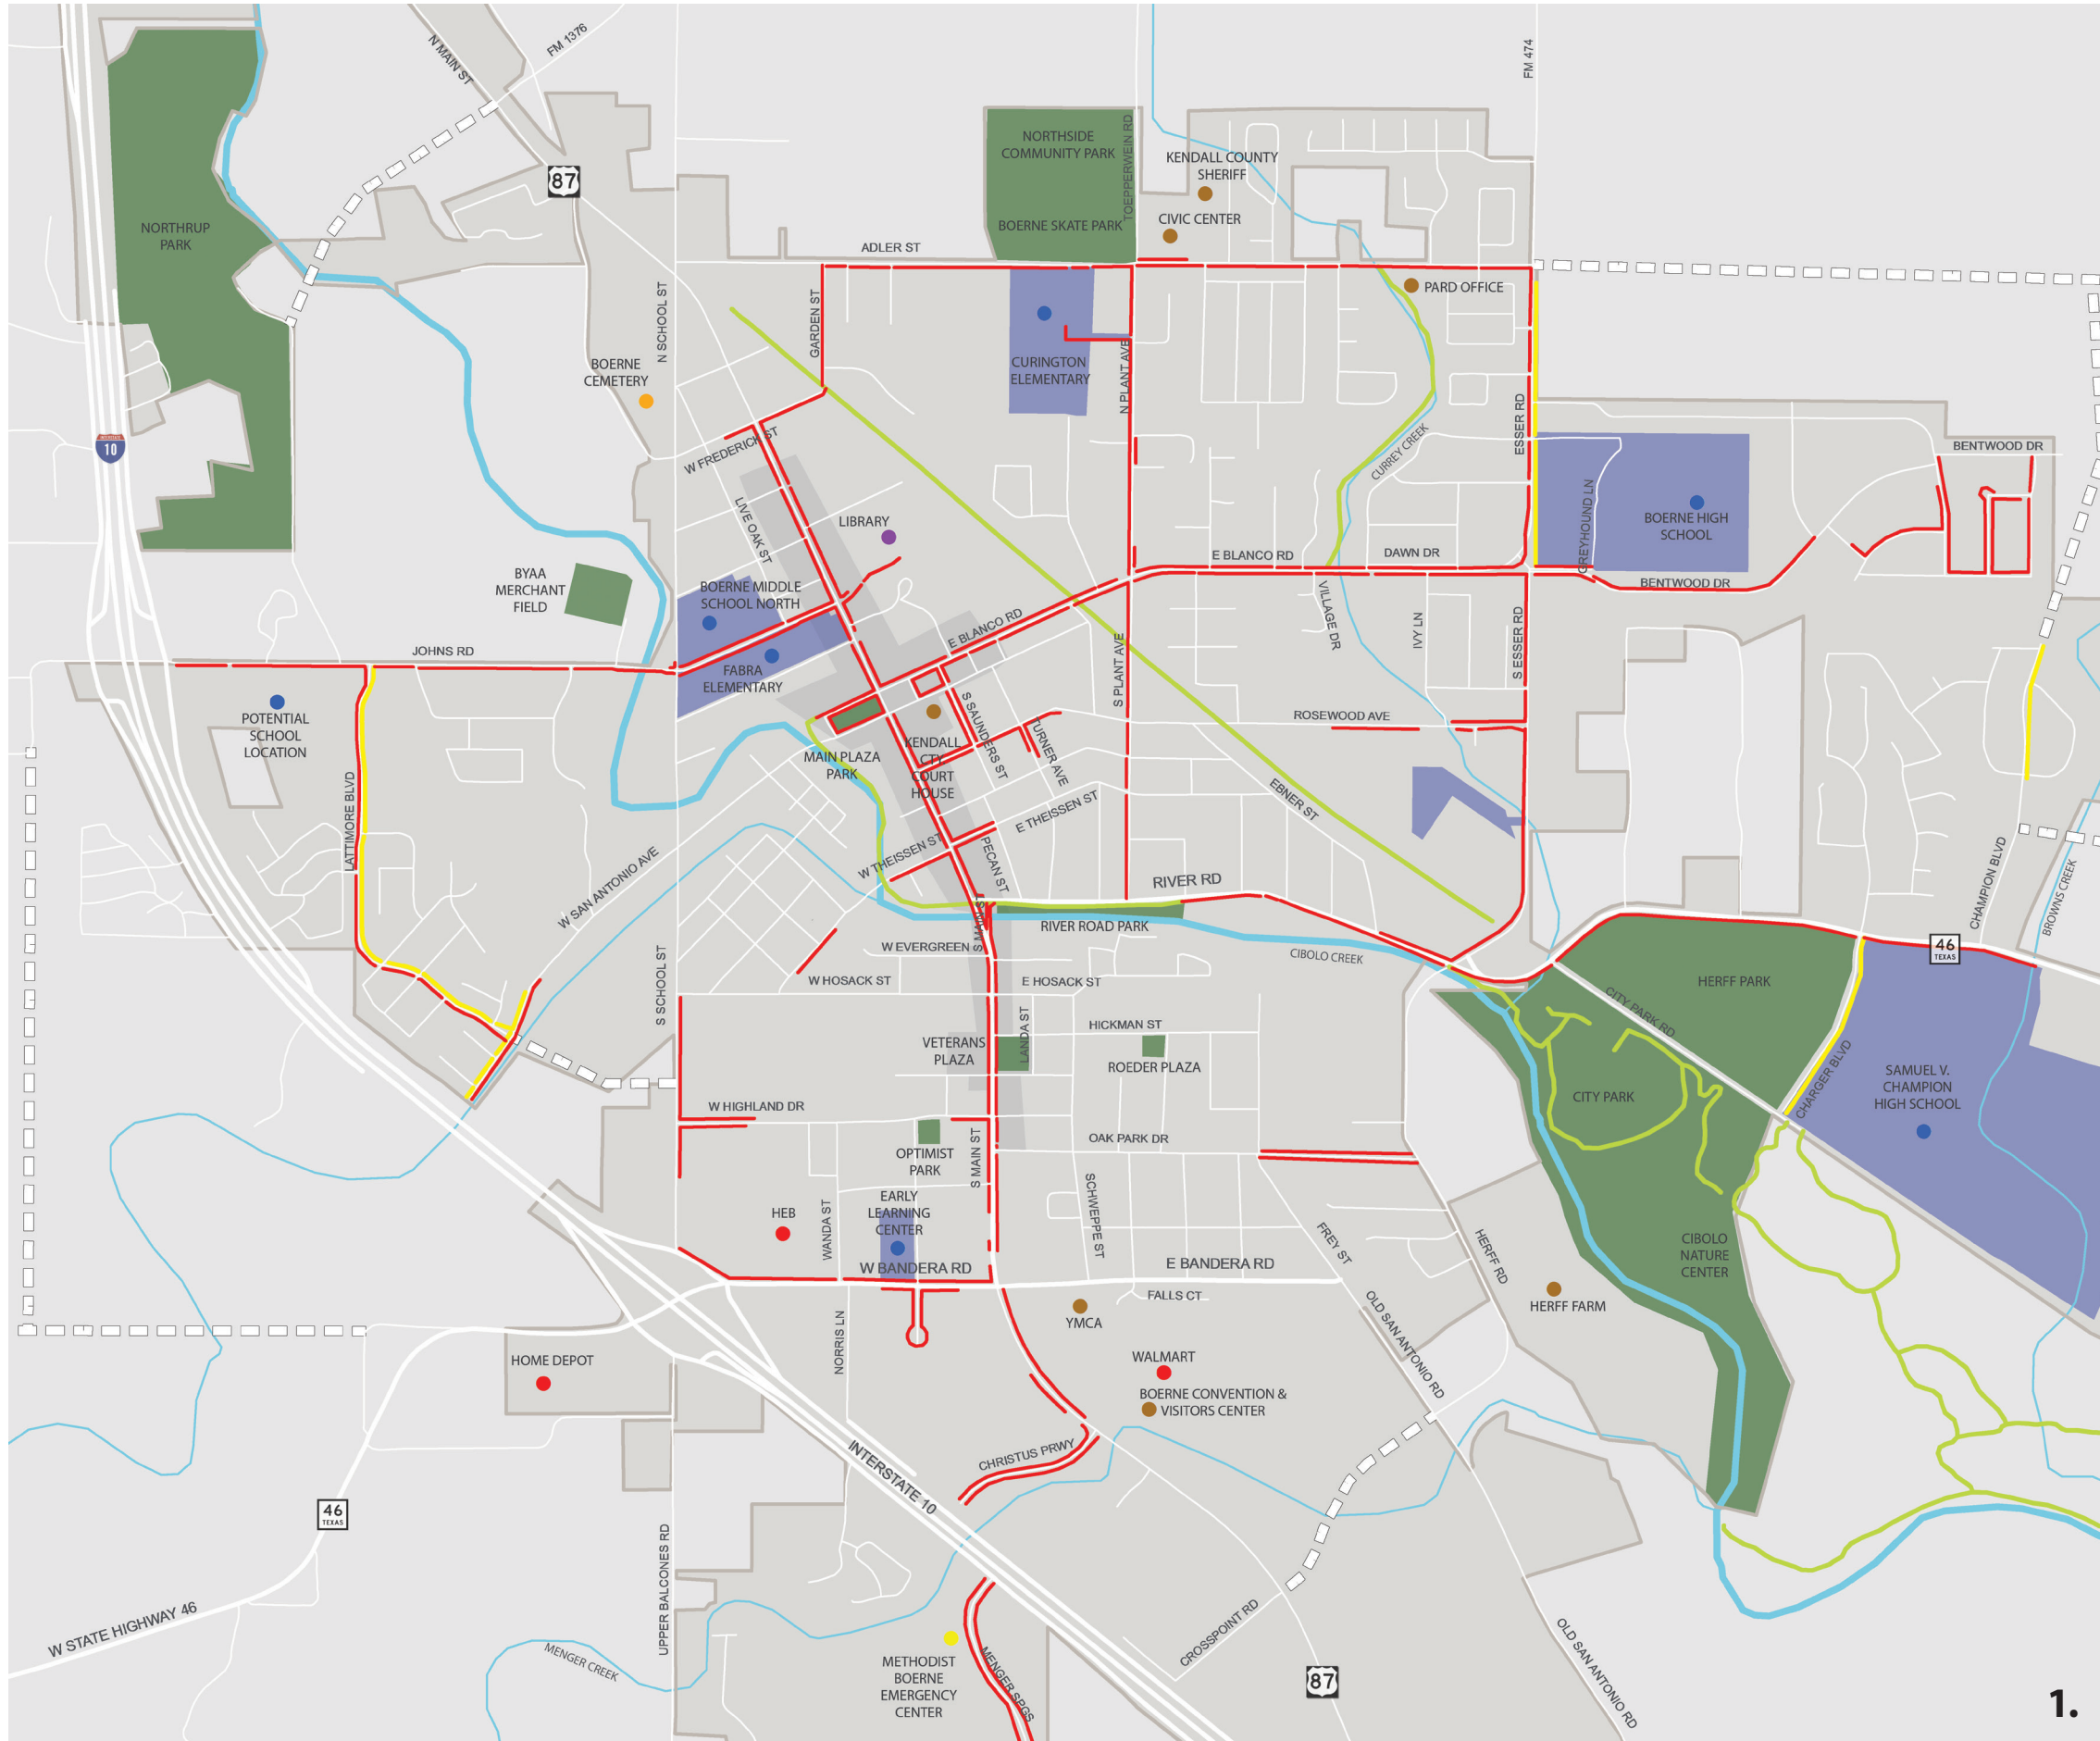 N MAIN ST
FM 1376
FM 474
87
NORTHSIDE
COMMUNITY PARK
TOEPPERWEIN RD
KENDALL COUNTY
SHERIFF
CIVIC CENTER
BOERNE SKATE PARK
NORTHRUP
PARK
ADLER ST
PARD OFFICE
N SCHOOL ST
GARDEN ST
BOERNE
CEMETERY
CURINGTON
ELEMENTARY
N PLANT AVE
ESSER RD
INTERSTATE
10
W FREDERICK ST
CURREY CREEK
BENTWOOD DR
LIVE OAK ST
LIBRARY
GREYHOUND LN
BOERNE HIGH
SCHOOL
E BLANCO RD
DAWN DR
BENTWOOD DR
BYAA
MERCHANT
FIELD
BOERNE MIDDLE
SCHOOL NORTH
E BLANCO RD
VILLAGE DR
IVY LN
S ESSER RD
JOHNS RD
FABRA
ELEMENTARY
S PLANT AVE
POTENTIAL
SCHOOL
LOCATION
S SAUNDERS ST
TURNER AVE
ROSEWOOD AVE
MAIN PLAZA
PARK
KENDALL
CTY
COURT
HOUSE
LATTIMORE BLVD
EBNER ST
E THEISSEN ST
W THEISSEN ST
PECAN ST
W SAN ANTONIO AVE
RIVER RD
CHAMPION BLVD
BROWNS CREEK
S MAIN ST
RIVER ROAD PARK
W EVERGREEN
CIBOLO CREEK
46
TEXAS
W HOSACK ST
E HOSACK ST
HERFF PARK
CITY PARK RD
S SCHOOL ST
LANDA ST
HICKMAN ST
VETERANS
PLAZA
ROEDER PLAZA
CITY PARK
CHARGER BLVD
SAMUEL V.
CHAMPION
HIGH SCHOOL
W HIGHLAND DR
OAK PARK DR
OPTIMIST
PARK
S MAIN ST
SCHWEPPE ST
EARLY
LEARNING
CENTER
HEB
WANDA ST
FREY ST
HERFF RD
CIBOLO
NATURE
CENTER
W BANDERA RD
E BANDERA RD
FALLS CT
YMCA
HERFF FARM
NORRIS LN
OLD SAN ANTONIO RD
HOME DEPOT
WALMART
BOERNE CONVENTION &
VISITORS CENTER
CHRISTUS PRWY
INTERSTATE 10
46
TEXAS
UPPER BALCONES RD
W STATE HIGHWAY 46
MENGER CREEK
METHODIST
BOERNE
EMERGENCY
CENTER
MENGER SPGS
CROSSPOINT RD
87
OLD SAN ANTONIO RD
1.